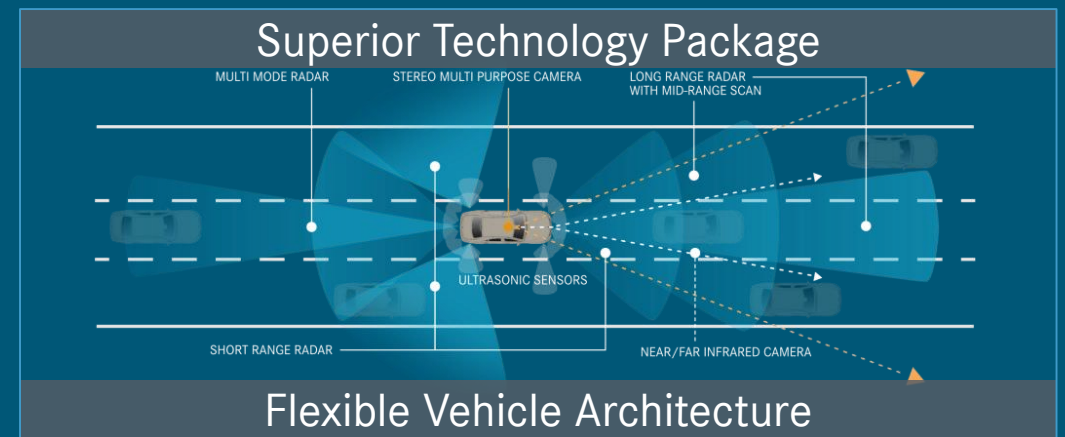 Superior Technology Package
MULTI MODE RADAR
STEREO MULTI PURPOSE CAMERA
LONG RANGE RADAR
WITH MID-RANGE SCAN
ULTRASONIC SENSORS
SHORT RANGE RADAR
NEAR/FAR INFRARED CAMERA
Flexible Vehicle Architecture